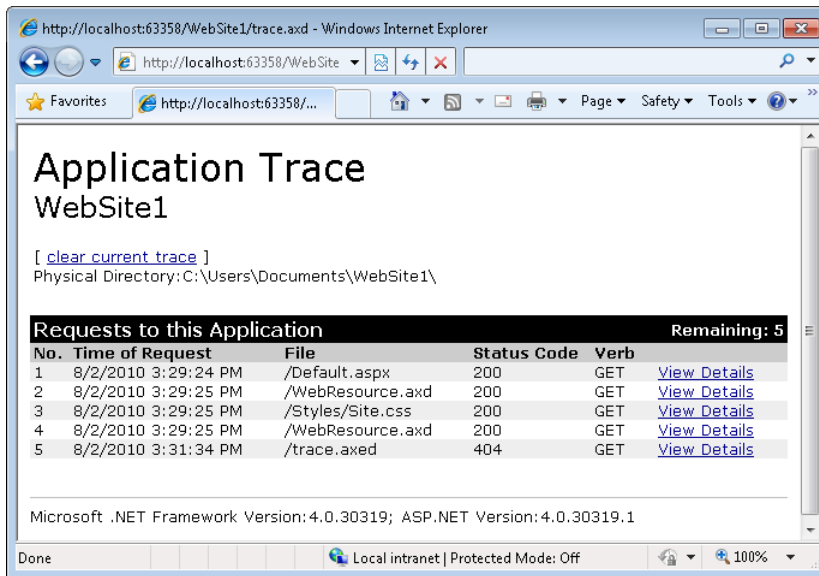 http://localhost:63358/WebSite1/trace.axd - Windows Internet Explorer
http://localhost:63358/WebSite
Favorites http://localhost:63358/... Page Safety Tools
Application Trace
WebSite1
[ clear current trace ]
Physical Directory:C:\Users\Documents\WebSite1\
Requests to this Application Remaining: 5
No. Time of Request File Status Code Verb
1 8/2/2010 3:29:24 PM /Default.aspx 200 GET View Details
2 8/2/2010 3:29:25 PM /WebResource.axd 200 GET View Details
3 8/2/2010 3:29:25 PM /Styles/Site.css 200 GET View Details
4 8/2/2010 3:29:25 PM /WebResource.axd 200 GET View Details
5 8/2/2010 3:31:34 PM /trace.axed 404 GET View Details
Microsoft .NET Framework Version:4.0.30319; ASP.NET Version:4.0.30319.1
Done Local intranet | Protected Mode: Off 100%